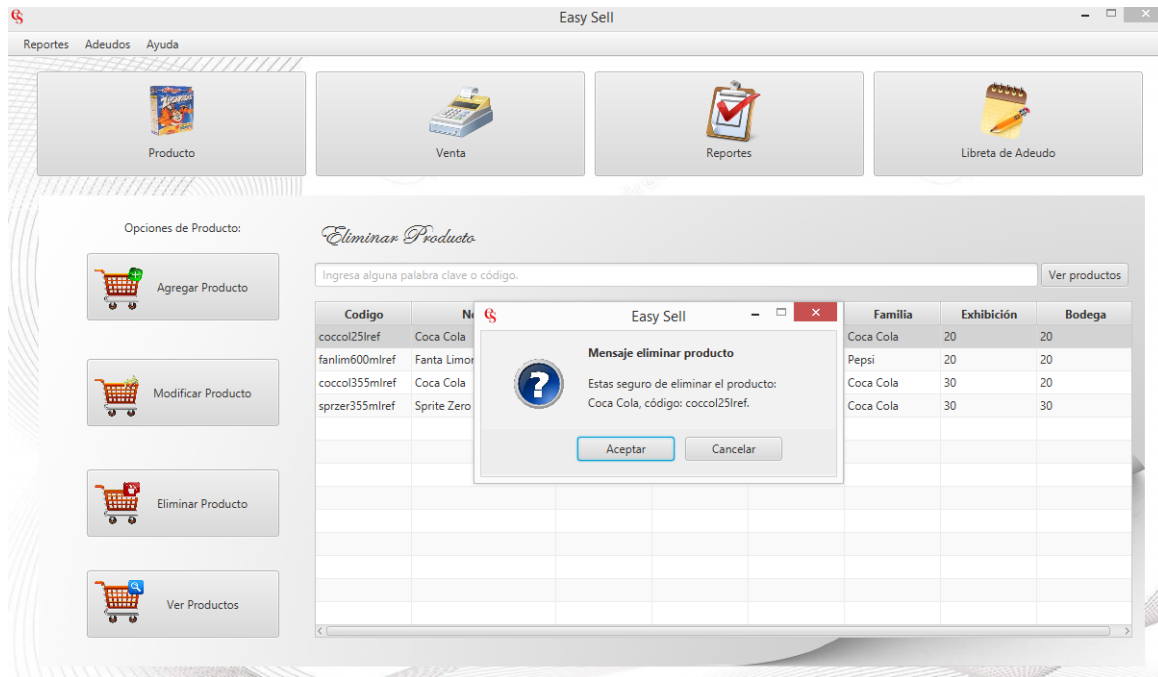 Easy Sell
Reportes Adeudos Ayuda
Producto Venta Reportes Libreta de Adeudo
Opciones de Producto:
Eliminar Producto
Agregar Producto
Modificar Producto
Eliminar Producto
Ver Productos
Ingresa alguna palabra clave o código. Ver productos
Codigo Familia Exhibición Bodega
coccol25lref Coca Cola Coca Cola 20 20
fanlim600mlref Fanta Limon Pepsi 20 20
coccol355mlref Coca Cola Coca Cola 30 20
sprzer355mlref Sprite Zero Coca Cola 30 30
Easy Sell
Mensaje eliminar producto
Estas seguro de eliminar el producto:
Coca Cola, código: coccol25lref.
Aceptar Cancelar